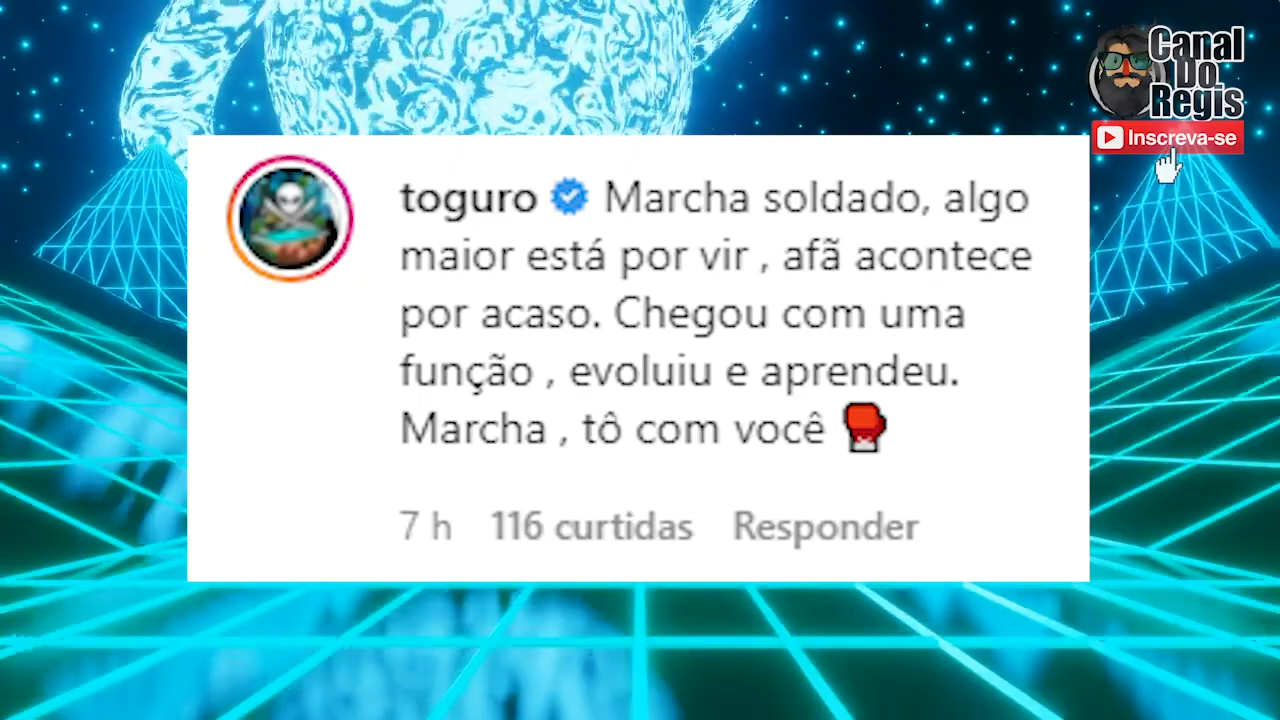 Canal
Do
Regis
Inscreva-se
toguro Marcha soldado, algo
maior está por vir , afã acontece
por acaso. Chegou com uma
função , evoluiu e aprendeu.
Marcha , tô com você 🥊
7 h 116 curtidas Responder